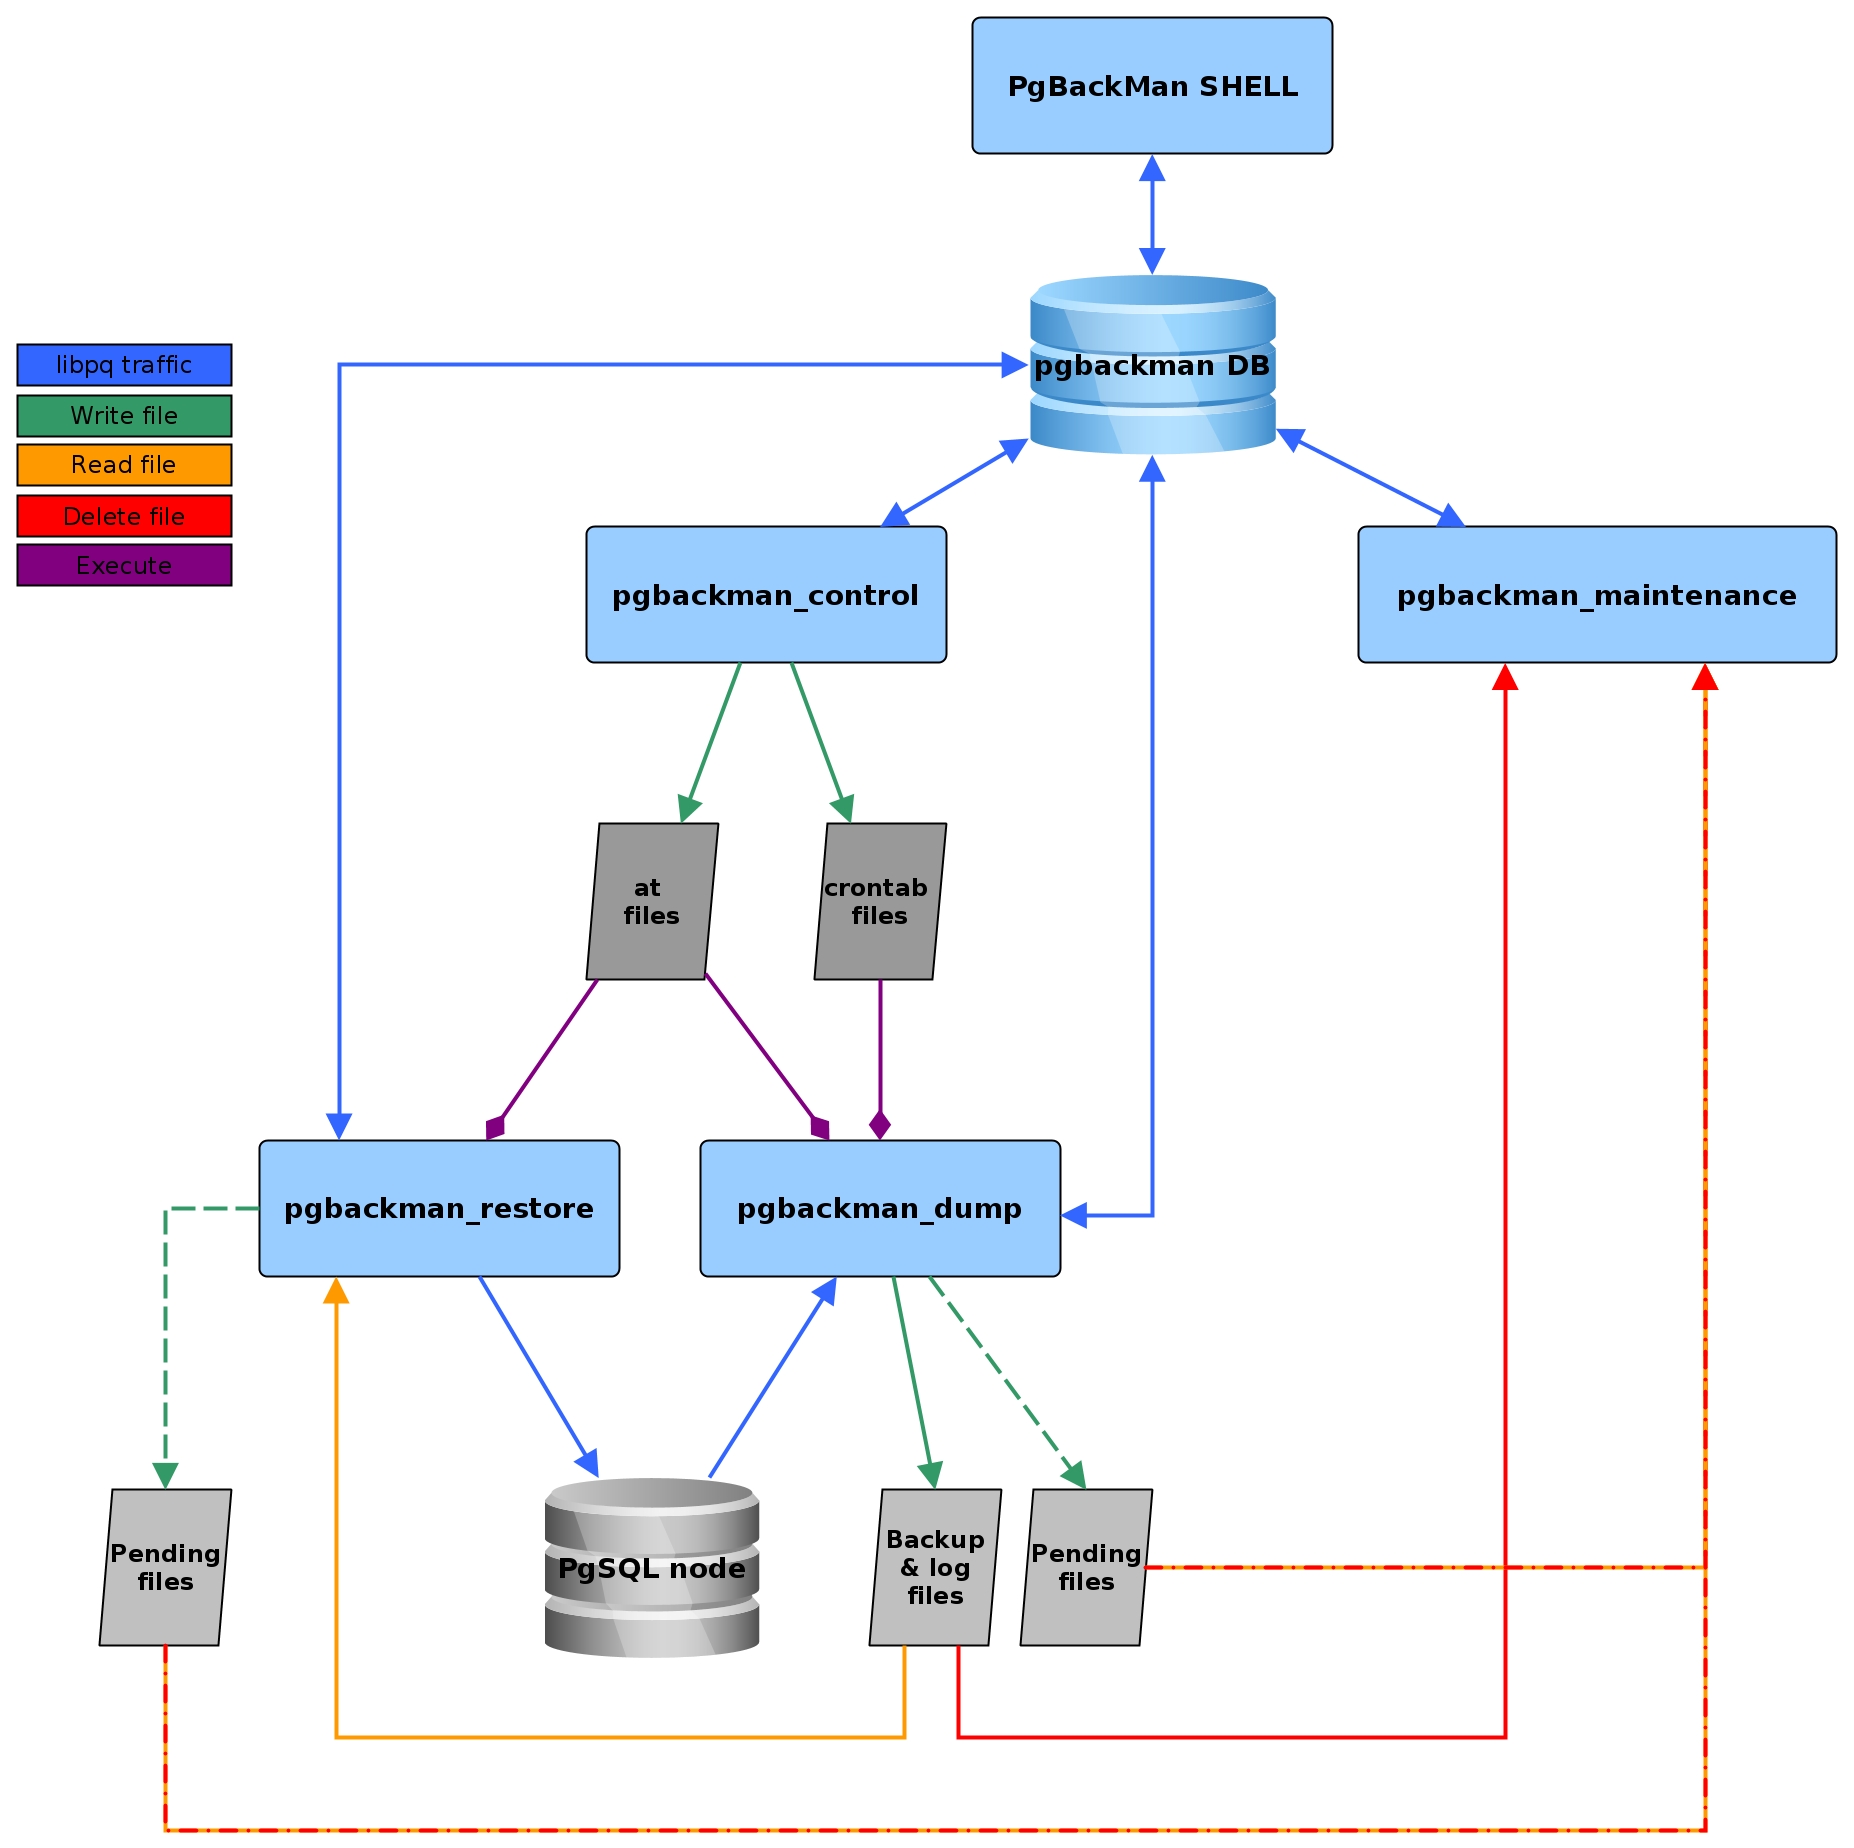 PgBackMan SHELL
pgbackman DB
libpq traffic
Write file
Read file
Delete file
Execute
pgbackman_control
pgbackman_maintenance
at
files
crontab
files
pgbackman_restore
pgbackman_dump
Pending
files
PgSQL node
Backup
& log
files
Pending
files